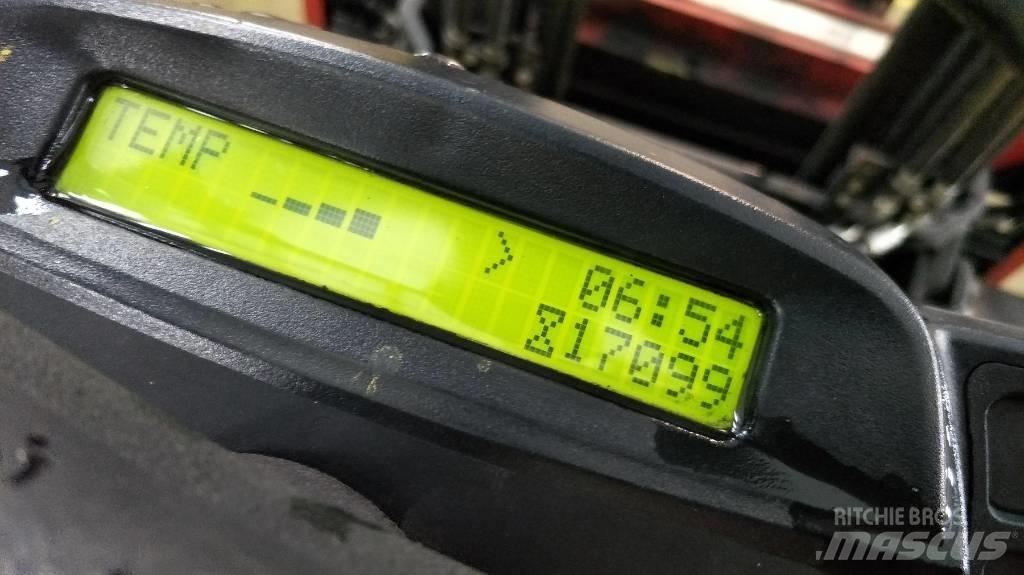 TEMP > 06:54
⧖17099
RITCHIE BROS.
MASCUS